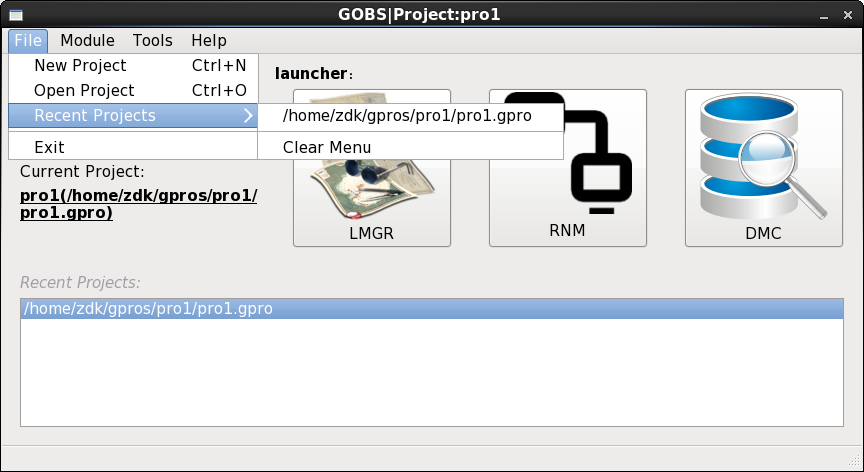 GOBS|Project:pro1
File Module Tools Help
New Project Ctrl+N
Open Project Ctrl+O
Recent Projects
Exit
/home/zdk/gpros/pro1/pro1.gpro
Clear Menu
launcher:
Current Project:
pro1(/home/zdk/gpros/pro1/
pro1.gpro)
LMGR
RNM
DMC
Recent Projects:
/home/zdk/gpros/pro1/pro1.gpro